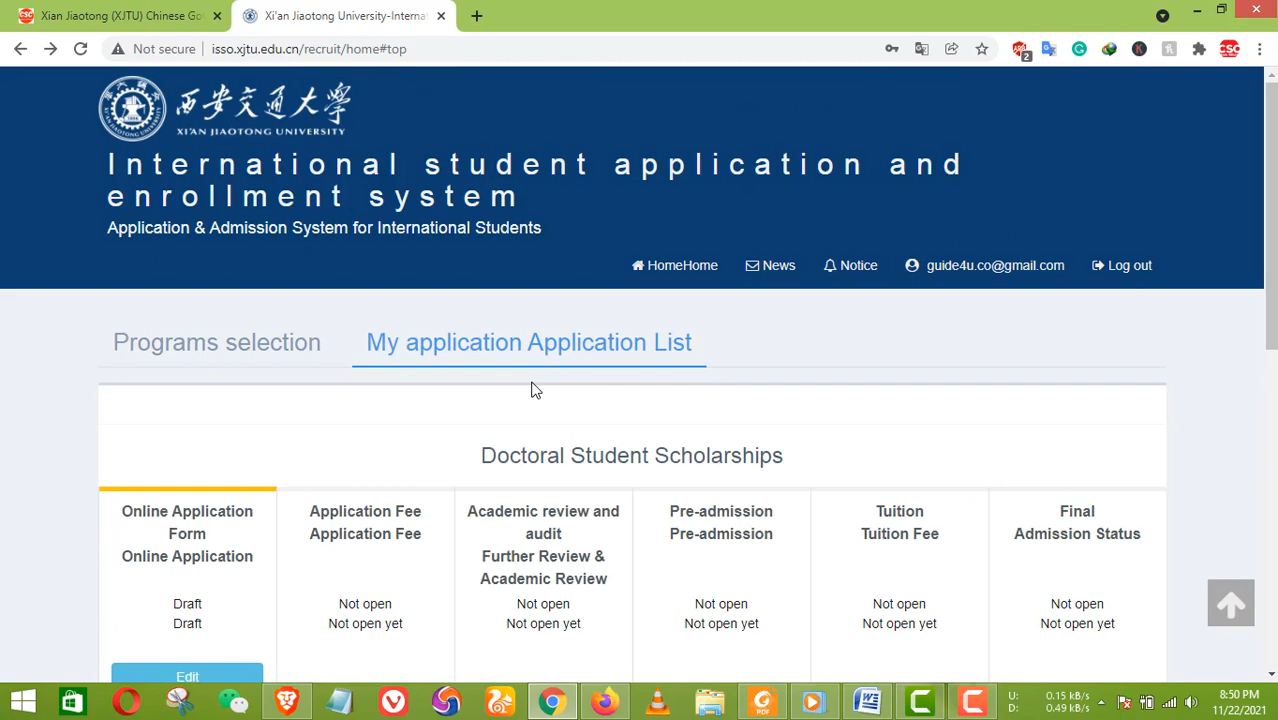 Xian Jiaotong (XJTU) Chinese Go
Xi'an Jiaotong University-Interna
Not secure
isso.xjtu.edu.cn/recruit/home#top
2
CSC
西安交通大学
XI'AN JIAOTONG UNIVERSITY
International student application and
enrollment system
Application & Admission System for International Students
HomeHome
News
Notice
guide4u.co@gmail.com
Log out
Programs selection
My application Application List
Doctoral Student Scholarships
Online Application
Form
Online Application
Application Fee
Application Fee
Academic review and
audit
Further Review &
Academic Review
Pre-admission
Pre-admission
Tuition
Tuition Fee
Final
Admission Status
Draft
Draft
Not open
Not open yet
Not open
Not open yet
Not open
Not open yet
Not open
Not open yet
Not open
Not open yet
Edit
U: 0.15 kB/s
D: 0.49 kB/s
8:50 PM
11/22/2021